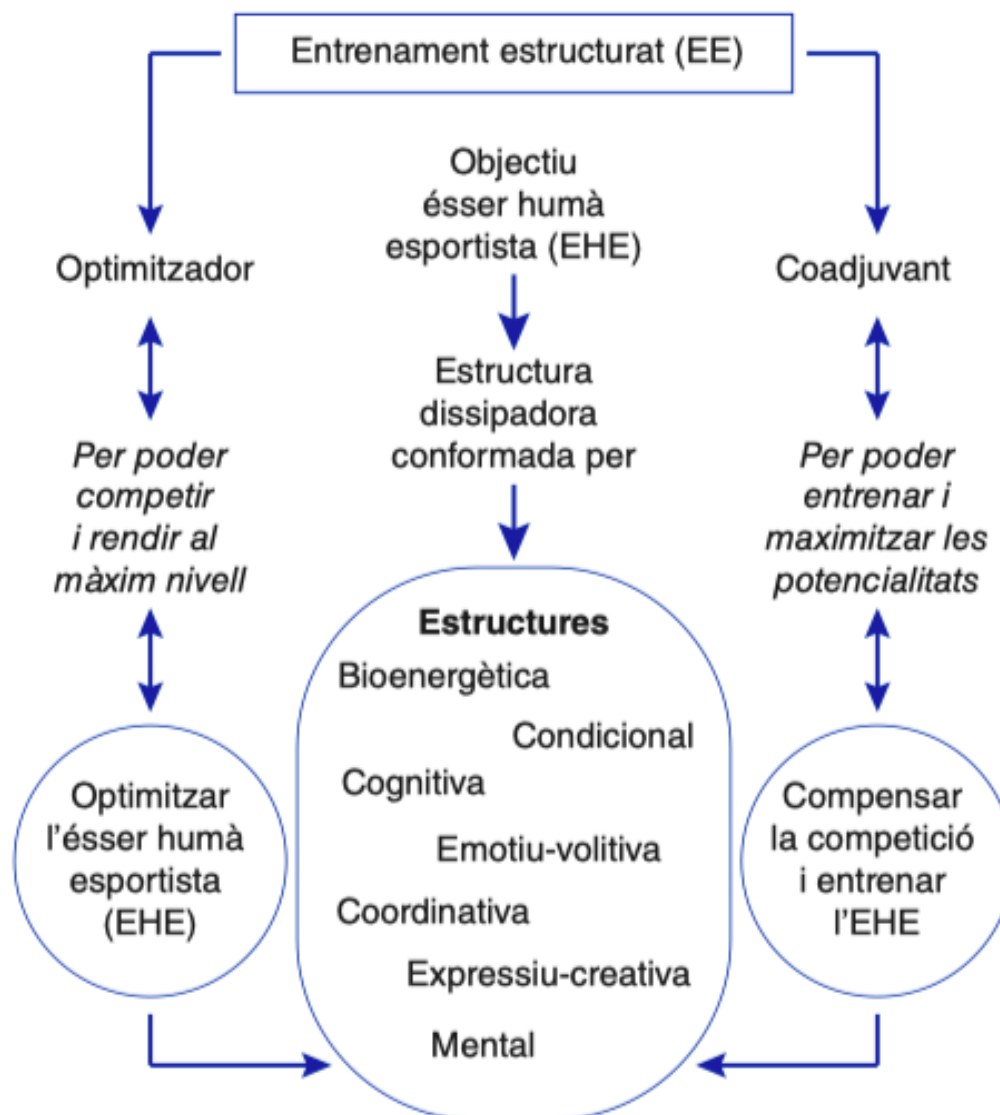 Entrenament estructurat (EE)
Objectiu
ésser humà
esportista (EHE)
Optimitzador
Coadjuvant
Estructura
dissipadora
conformada per
Per poder
competir
i rendir al
màxim nivell
Per poder
entrenar i
maximitzar les
potencialitats
Estructures
Bioenergètica
Condicional
Cognitiva
Emotiu-volitiva
Coordinativa
Expressiu-creativa
Mental
Optimitzar
l’ésser humà
esportista
(EHE)
Compensar
la competició
i entrenar
l’EHE